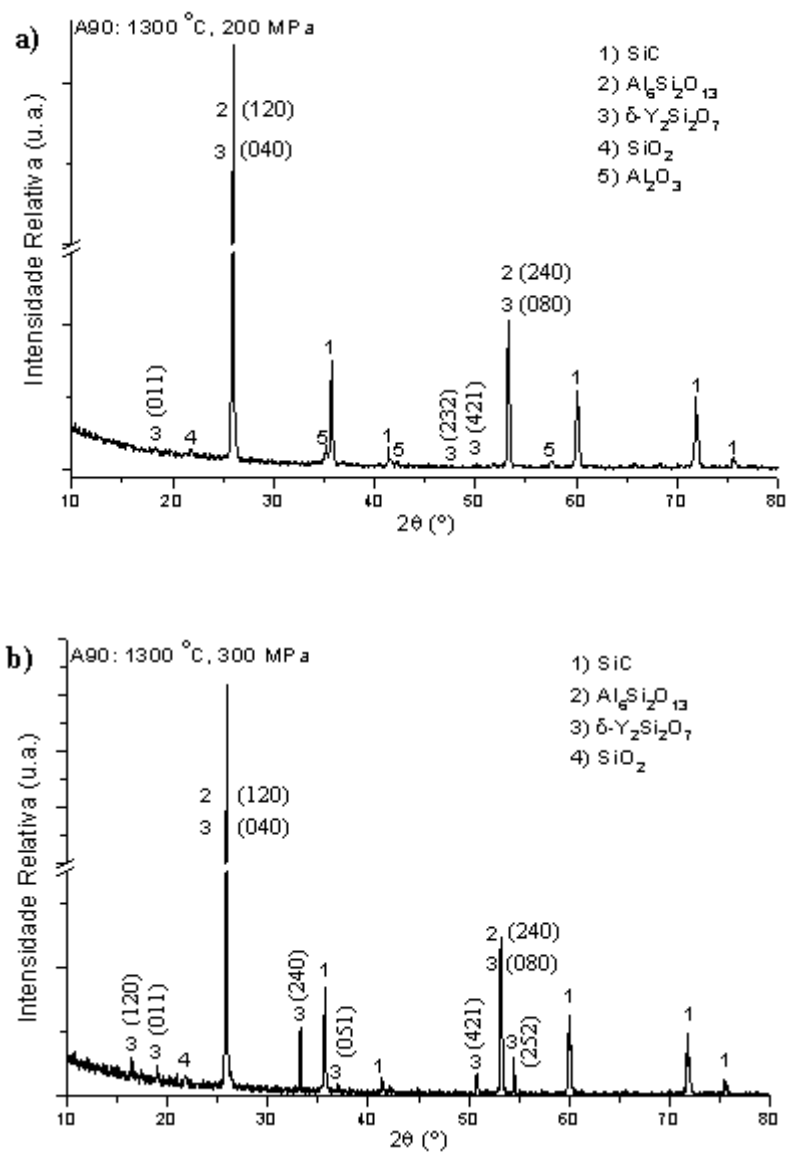 a)
A90: 1300 °C, 200 MPa
1) SiC
2) Al6Si2O13
3) δ-Y2Si2O7
4) SiO2
5) Al2O3
Intensidade Relativa (u.a.)
2 (120)
3 (040)
2 (240)
3 (080)
3 (011)
4
5
1
1
5
3 (232)
3 (421)
5
1
1
1
10 20 30 40 50 60 70 80
2θ (º)
b)
A90: 1300 °C, 300 MPa
1) SiC
2) Al6Si2O13
3) δ-Y2Si2O7
4) SiO2
Intensidade Relativa (u.a.)
2 (120)
3 (040)
2 (240)
3 (080)
3 (120)
3 (011)
4
3 (240)
1
3 (051)
1
3 (421)
3 (252)
1
1
1
10 20 30 40 50 60 70 80
2θ (º)